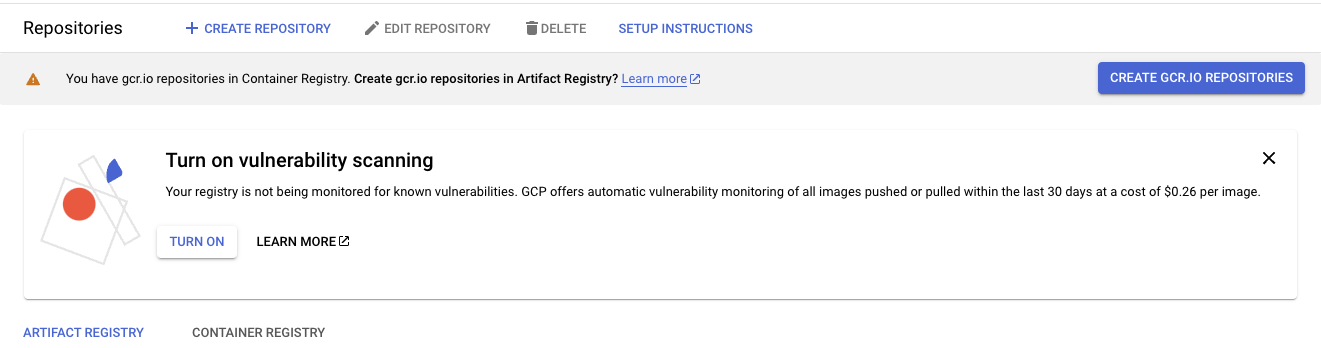 Repositories
CREATE REPOSITORY
EDIT REPOSITORY
DELETE
SETUP INSTRUCTIONS
You have gcr.io repositories in Container Registry. Create gcr.io repositories in Artifact Registry? Learn more
CREATE GCR.IO REPOSITORIES
Turn on vulnerability scanning
Your registry is not being monitored for known vulnerabilities. GCP offers automatic vulnerability monitoring of all images pushed or pulled within the last 30 days at a cost of $0.26 per image.
TURN ON
LEARN MORE
ARTIFACT REGISTRY
CONTAINER REGISTRY